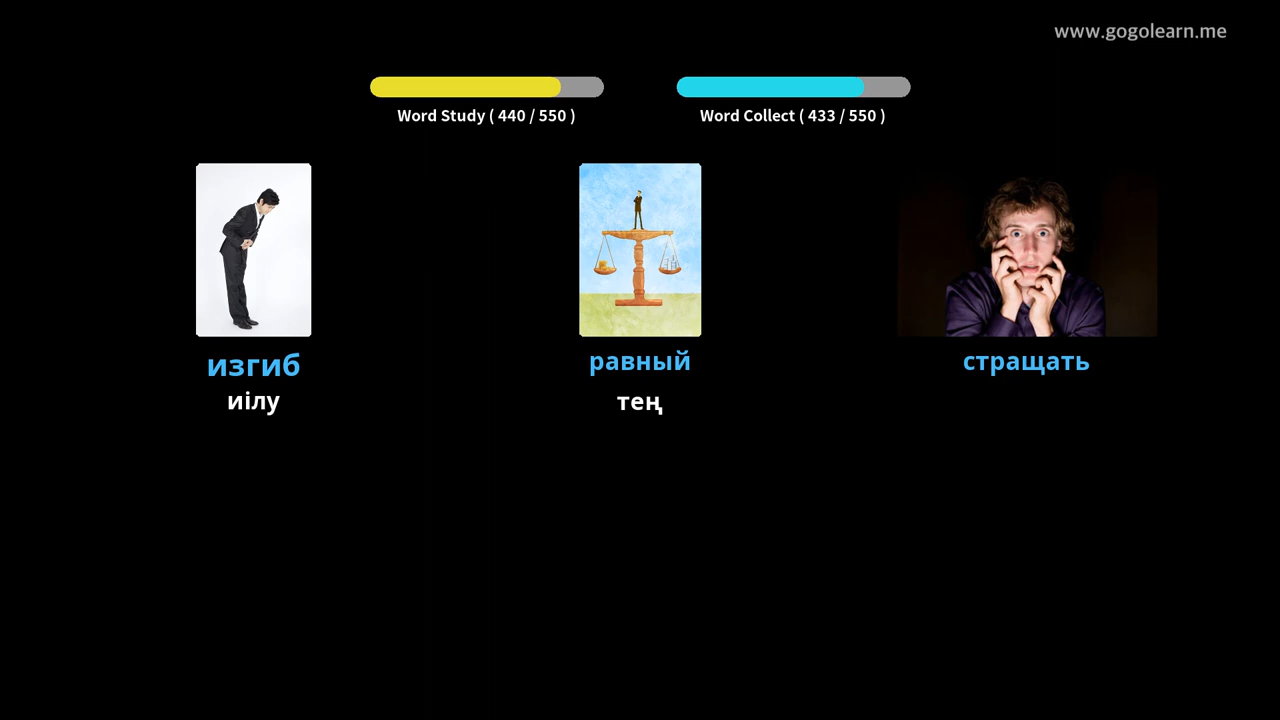 www.gogolearn.me
Word Study ( 440 / 550 )
Word Collect ( 433 / 550 )
изгиб
равный
стращать
иілу
тең